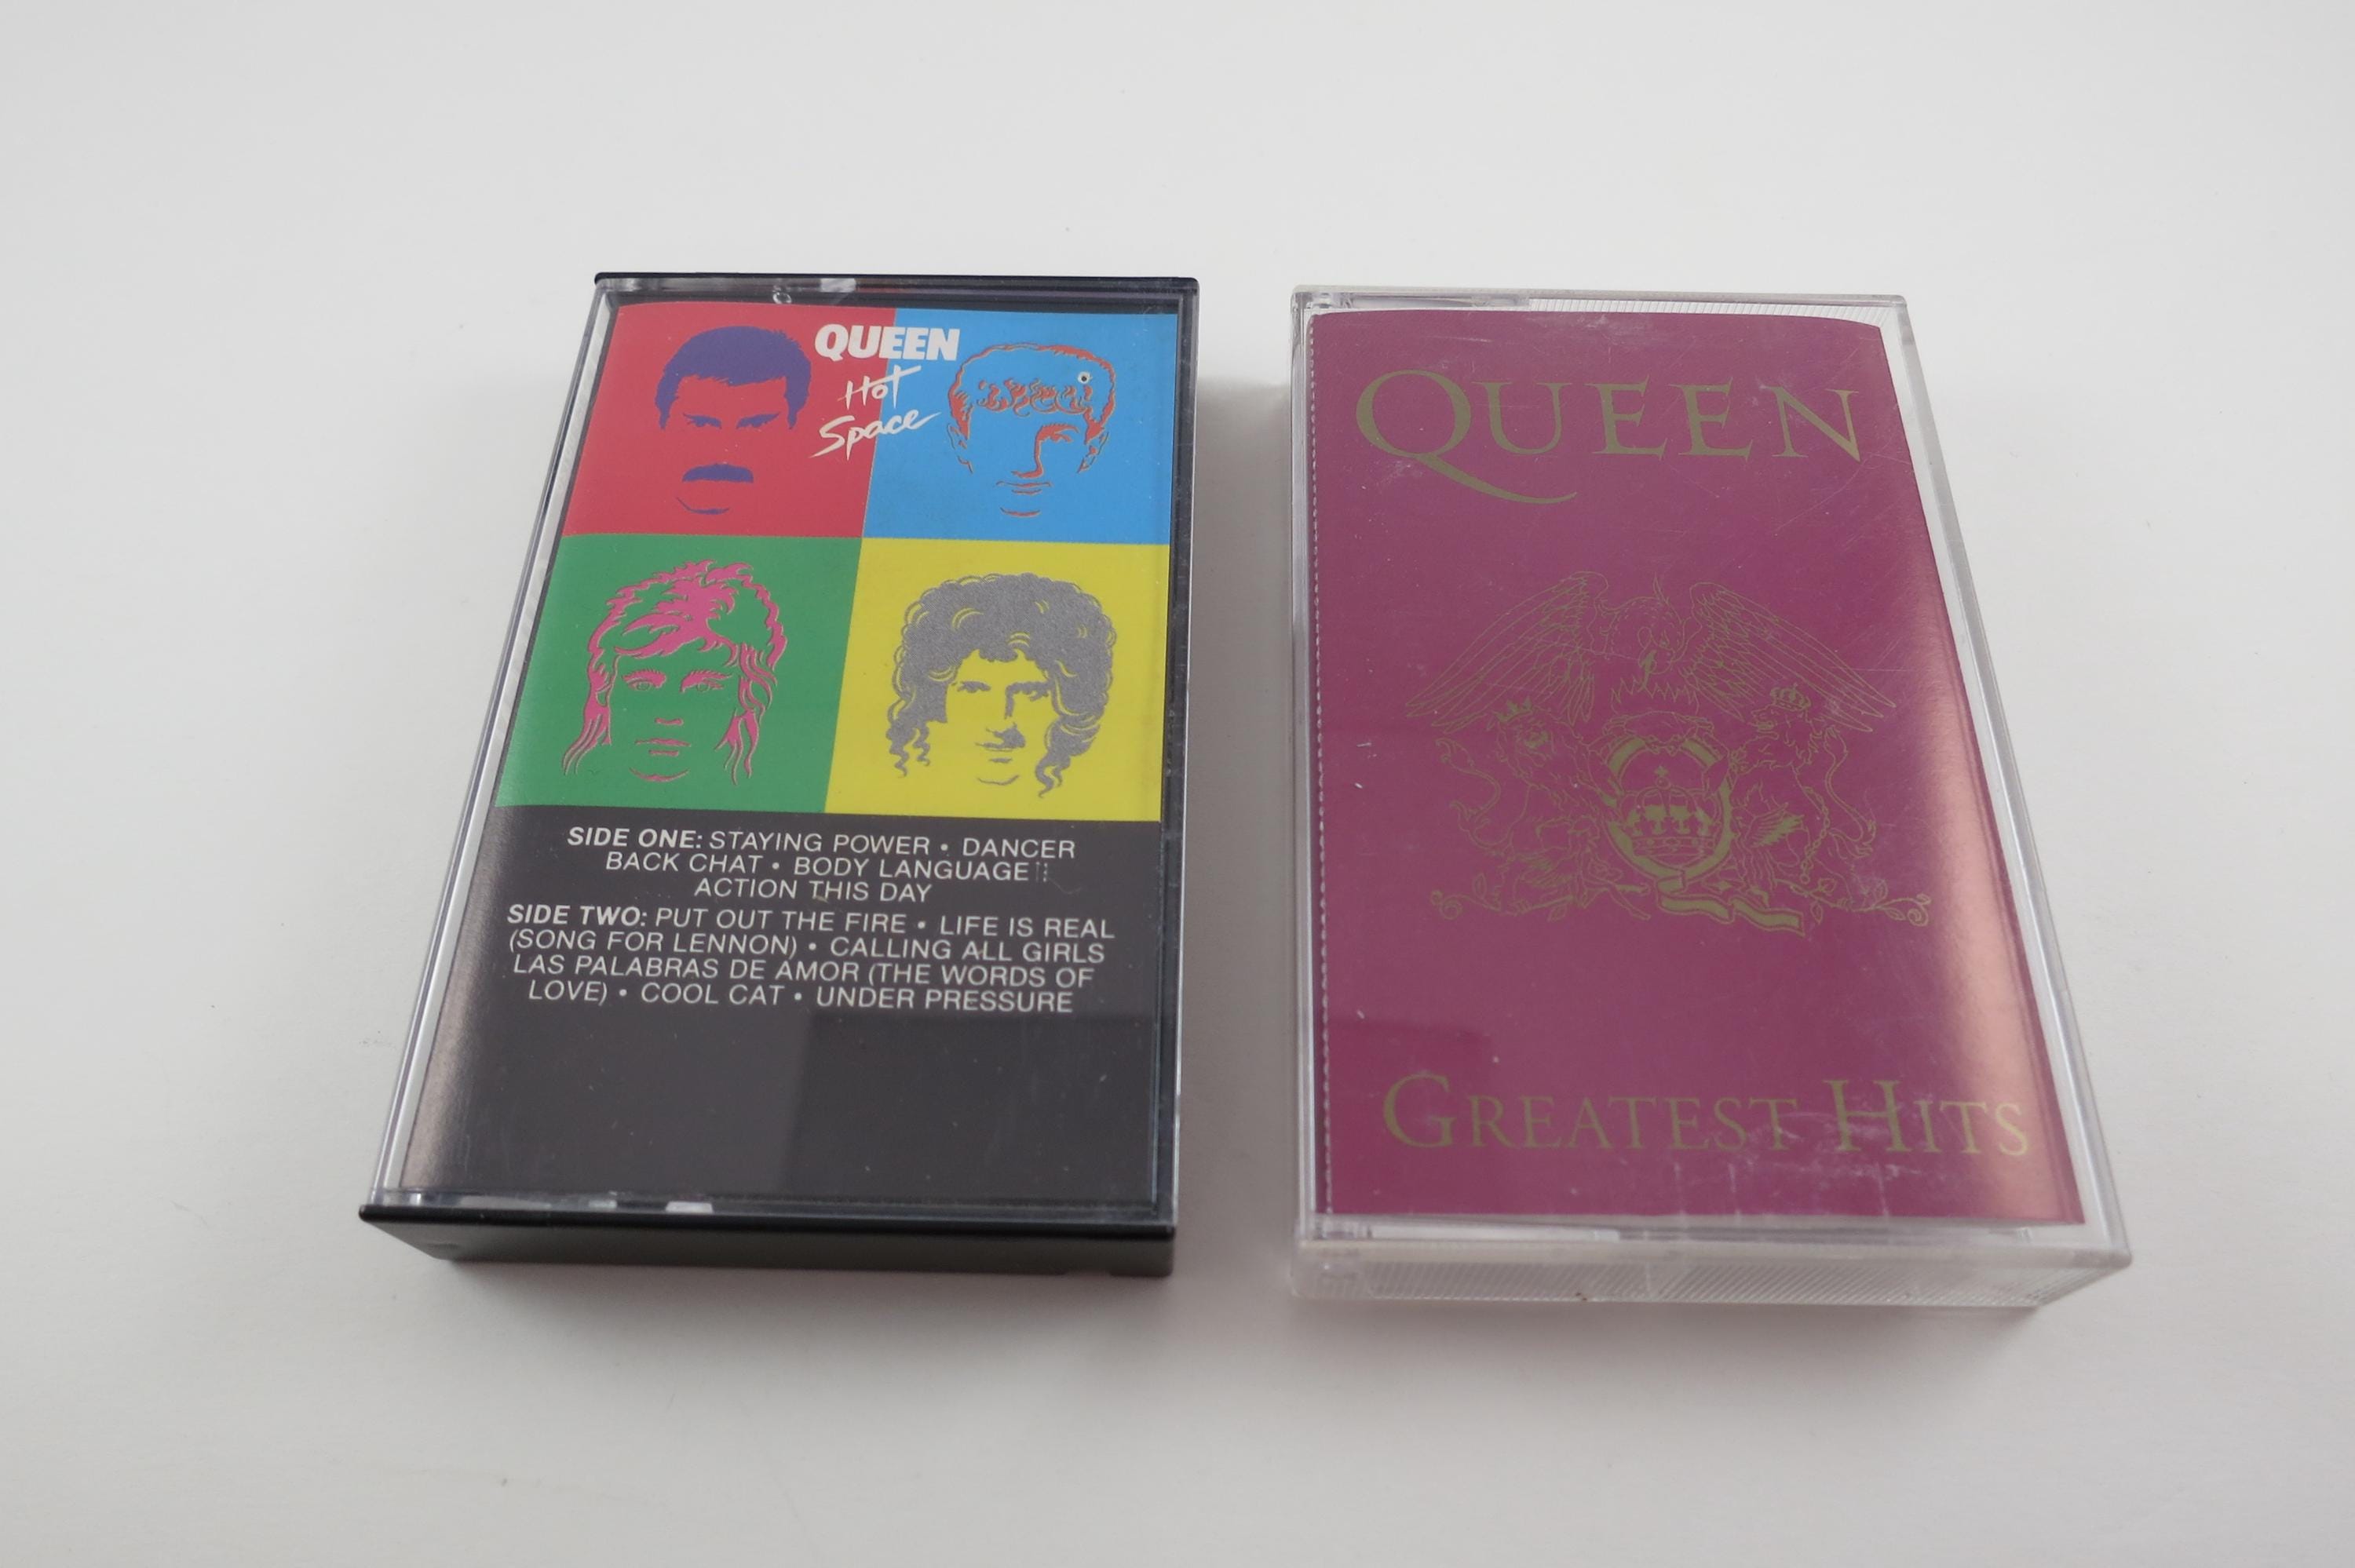 QUEEN
Hot
Space
SIDE ONE: STAYING POWER • DANCER
BACK CHAT • BODY LANGUAGE
ACTION THIS DAY
SIDE TWO: PUT OUT THE FIRE • LIFE IS REAL
(SONG FOR LENNON) • CALLING ALL GIRLS
LAS PALABRAS DE AMOR (THE WORDS OF
LOVE) • COOL CAT • UNDER PRESSURE
QUEEN
GREATEST HITS